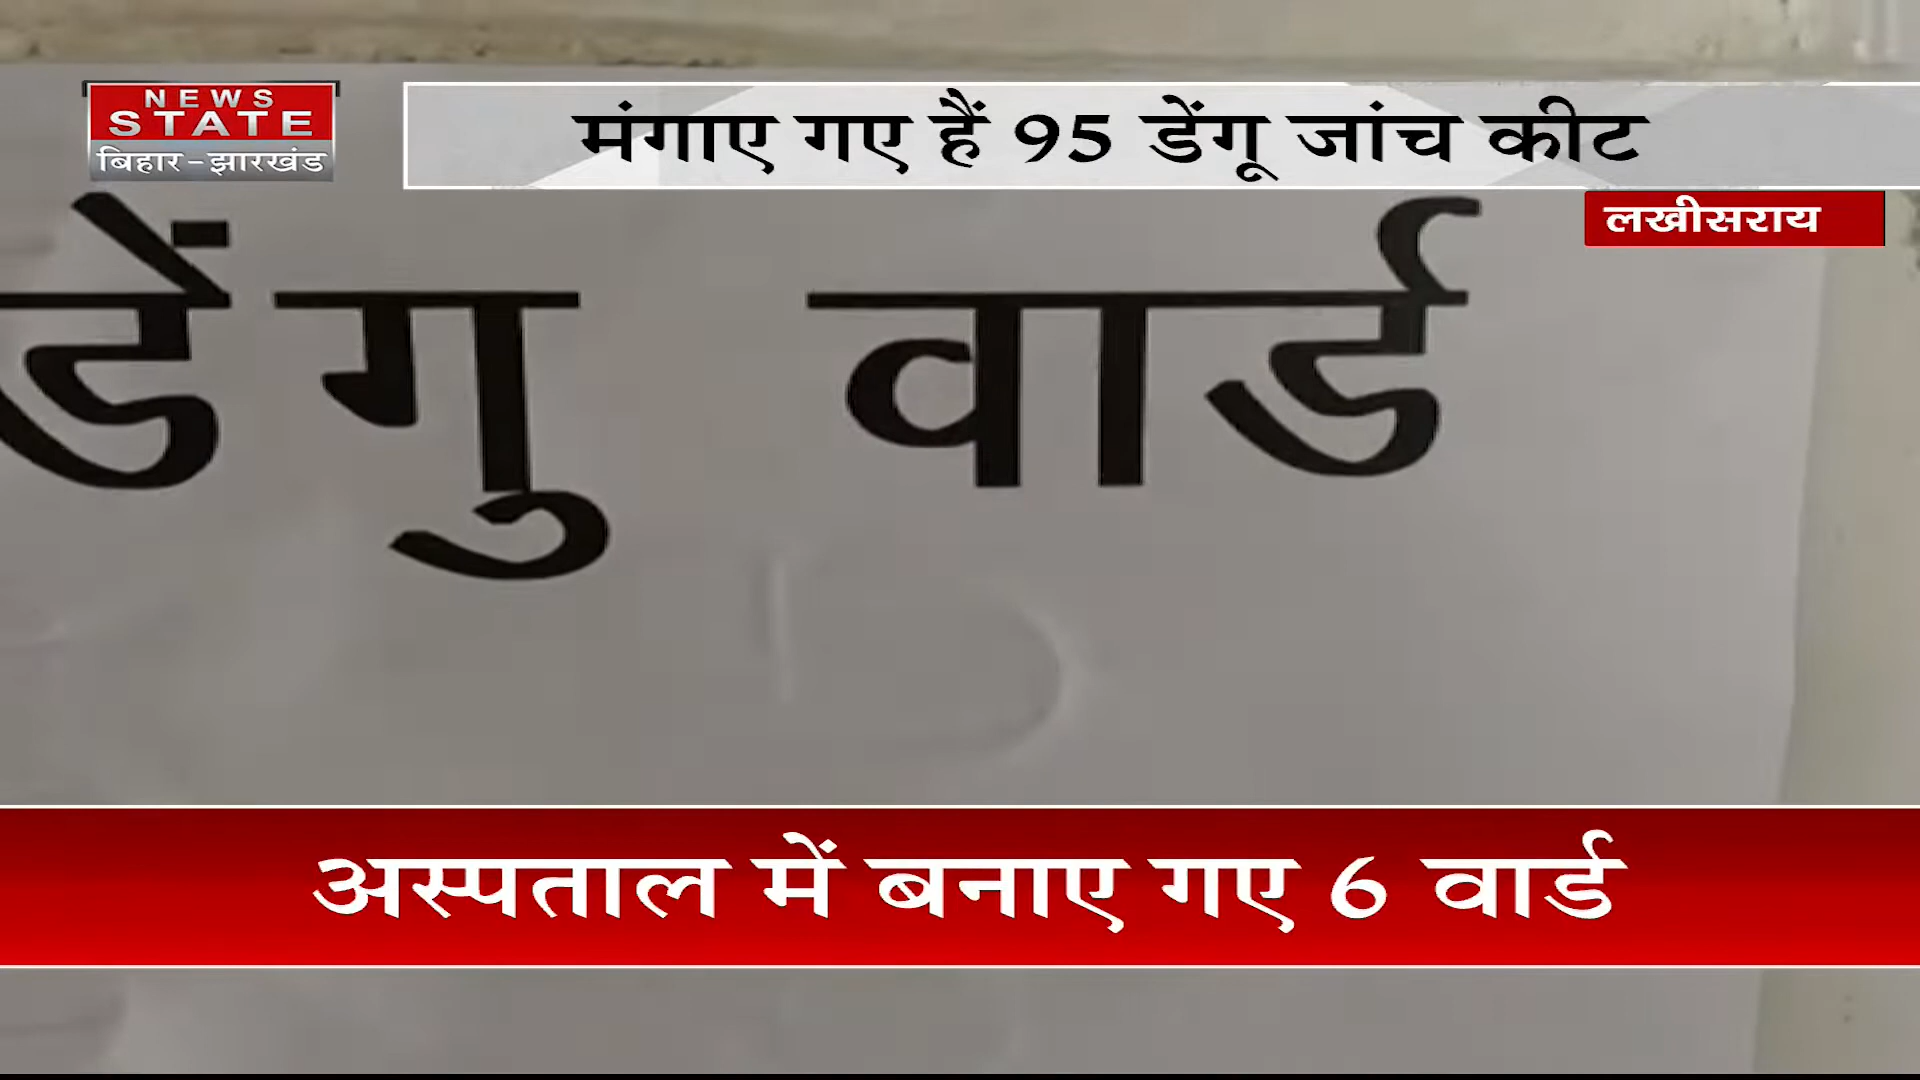 NEWS
STATE
बिहार-झारखंड
मंगाए गए हैं 95 डेंगू जांच कीट
लखीसराय
डेंगु वार्ड
अस्पताल में बनाए गए 6 वार्ड